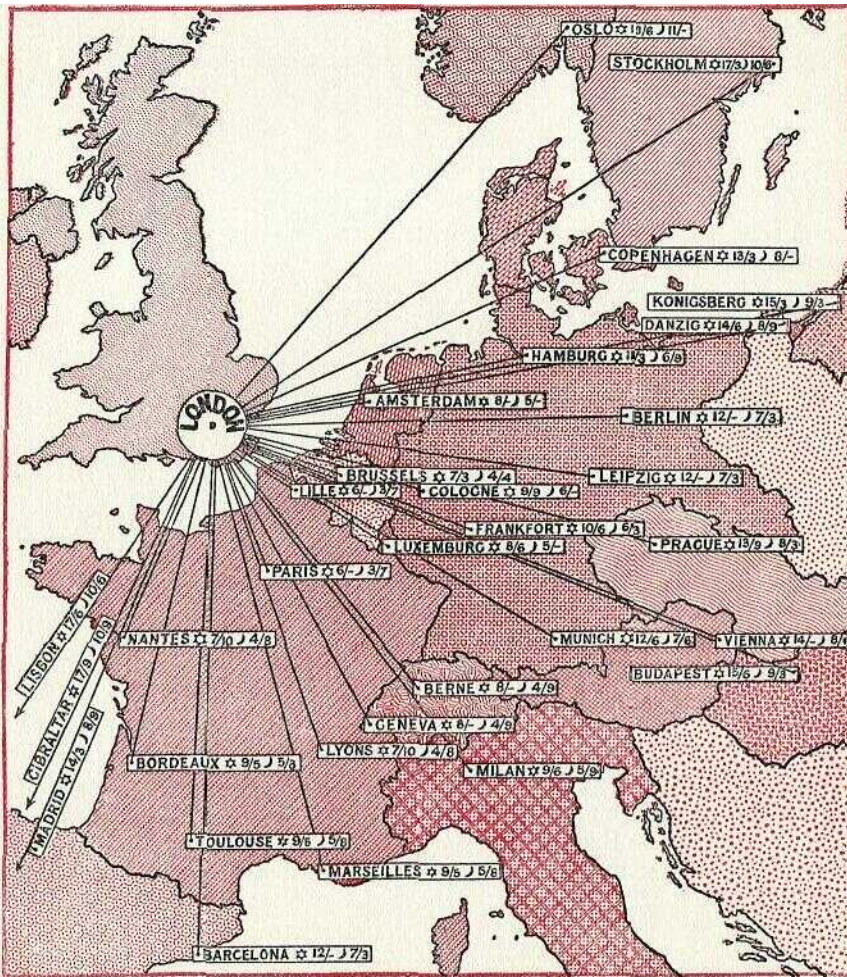 OSLO ✡ 18/6 ☽ 11/-
STOCKHOLM ✡ 17/3 ☽ 10/6
COPENHAGEN ✡ 13/3 ☽ 8/-
KONIGSBERG ✡ 15/3 ☽ 9/3
DANZIG ✡ 14/6 ☽ 8/9
HAMBURG ✡ 11/3 ☽ 6/9
AMSTERDAM ✡ 8/- ☽ 5/-
LONDON
BERLIN ✡ 12/- ☽ 7/3
BRUSSELS ✡ 7/3 ☽ 4/4
LEIPZIG ✡ 12/- ☽ 7/3
LILLE ✡ 6/- ☽ 3/7
COLOGNE ✡ 9/9 ☽ 6/-
FRANKFORT ✡ 10/6 ☽ 6/3
LUXEMBURG ✡ 8/6 ☽ 5/-
PRAGUE ✡ 13/9 ☽ 8/3
PARIS ✡ 6/- ☽ 3/7
LISBON ✡ 17/6 ☽ 10/6
NANTES ✡ 7/10 ☽ 4/8
MUNICH ✡ 12/6 ☽ 7/6
VIENNA ✡ 14/- ☽
BUDAPEST ✡ 15/6 ☽ 9/3
GIBRALTAR ✡ 17/9 ☽ 10/9
BERNE ✡ 8/- ☽ 4/9
GENEVA ✡ 8/- ☽ 4/9
LYONS ✡ 7/10 ☽ 4/8
BORDEAUX ✡ 9/5 ☽ 5/8
MILAN ✡ 9/6 ☽ 5/9
MADRID ✡ 14/3 ☽ 8/9
TOULOUSE ✡ 9/5 ☽ 5/8
MARSEILLES ✡ 9/5 ☽ 5/8
BARCELONA ✡ 12/- ☽ 7/3